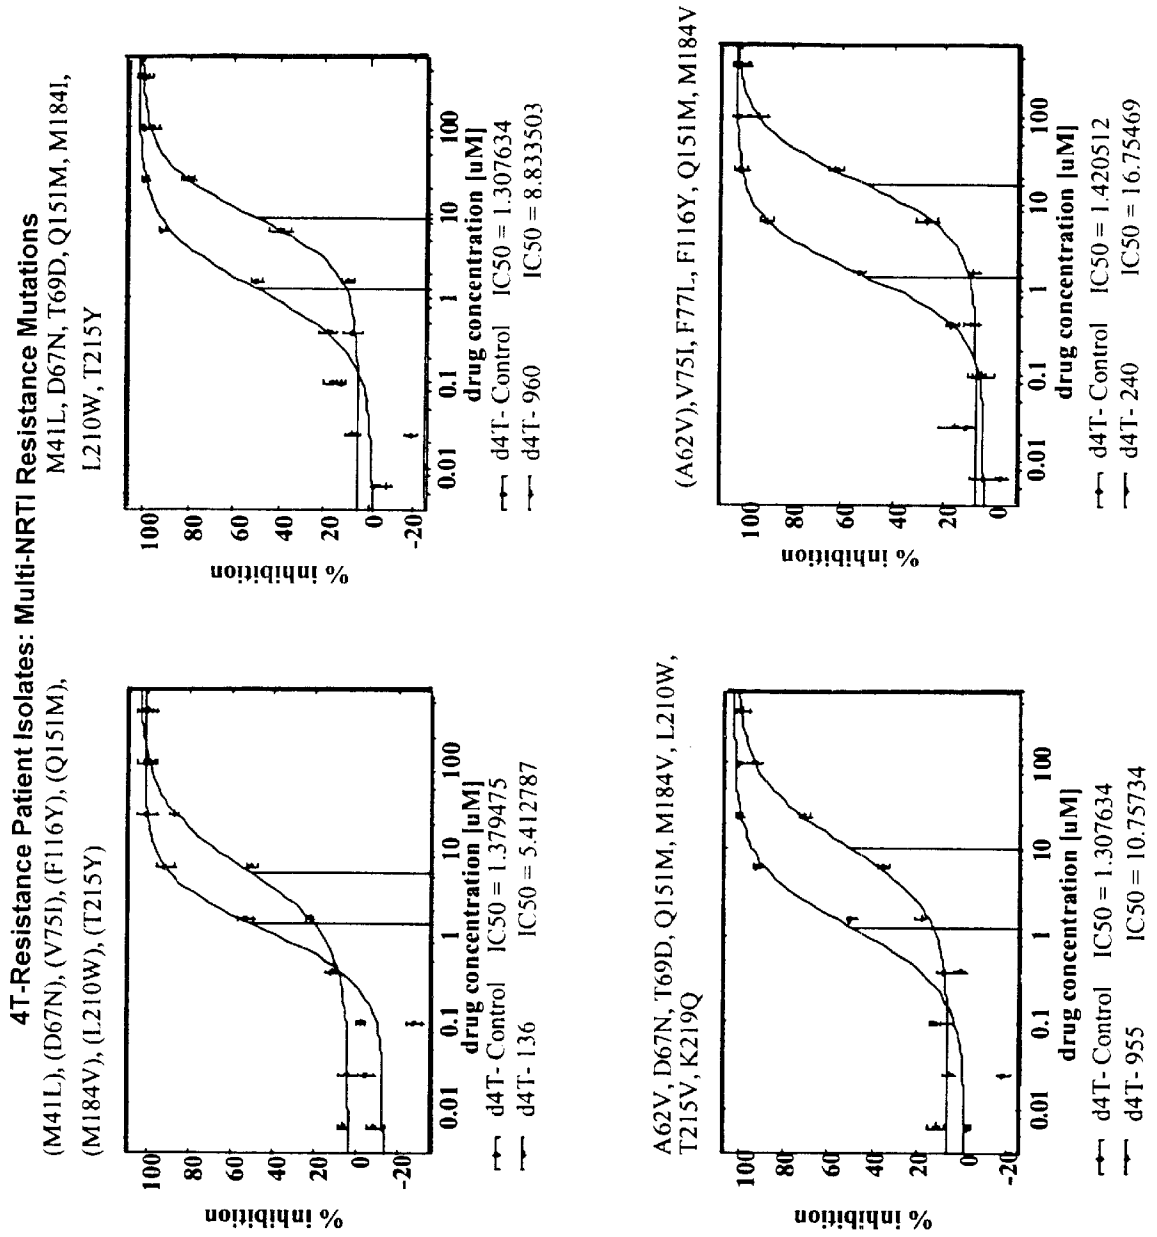 4T-Resistance Patient Isolates: Multi-NRTI Resistance Mutations
(M41L), (D67N), (V75I), (F116Y), (Q151M),
(M184V), (L210W), (T215Y)
% inhibition
100
80
60
40
20
0
-20
0.01
0.1
1
10
100
drug concentration [uM]
d4T- Control IC50 = 1.379475
d4T- 136 IC50 = 5.412787
M41L, D67N, T69D, Q151M, M184I,
L210W, T215Y
% inhibition
100
80
60
40
20
0
-20
0.01
0.1
1
10
100
drug concentration [uM]
d4T- Control IC50 = 1.307634
d4T- 960 IC50 = 8.833503
A62V, D67N, T69D, Q151M, M184V, L210W,
T215V, K219Q
% inhibition
100
80
60
40
20
0
-20
0.01
0.1
1
10
100
drug concentration [uM]
d4T- Control IC50 = 1.307634
d4T- 955 IC50 = 10.75734
(A62V),V75I, F77L, F116Y, Q151M, M184V
% inhibition
100
80
60
40
20
0
0.01
0.1
1
10
100
drug concentration [uM]
d4T- Control IC50 = 1.420512
d4T- 240 IC50 = 16.75469